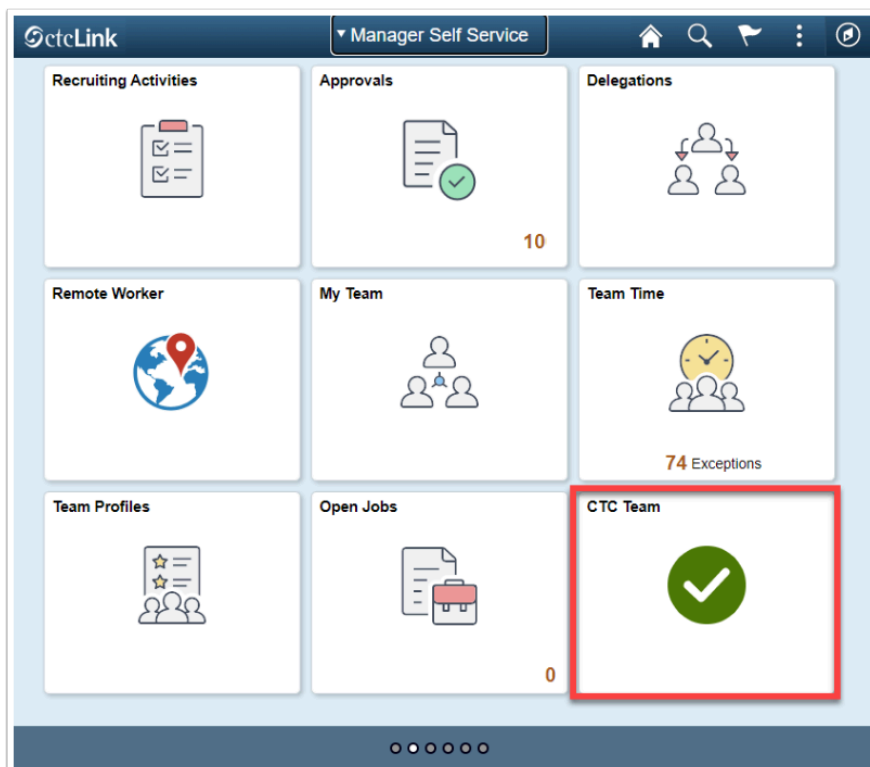 ctcLink
Manager Self Service
Recruiting Activities
Approvals
10
Delegations
Remote Worker
My Team
Team Time
74 Exceptions
Team Profiles
Open Jobs
0
CTC Team